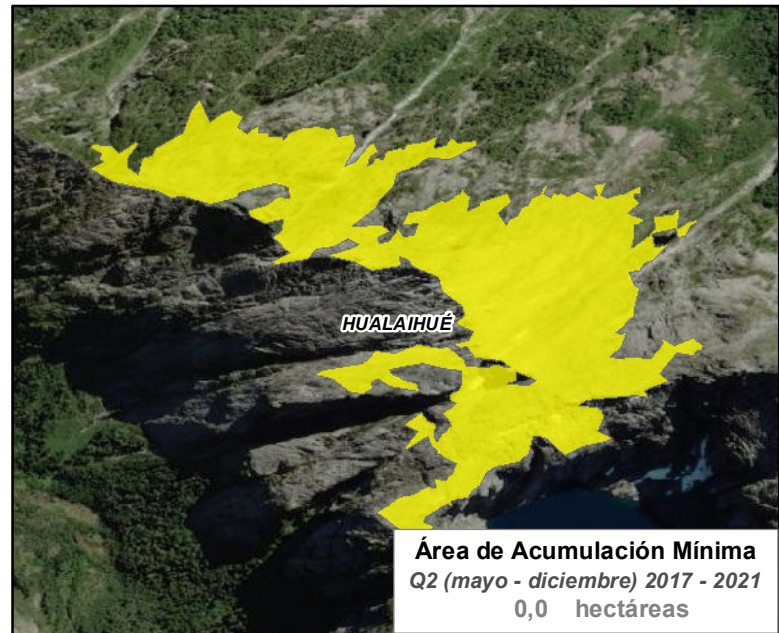 HUALAIHUÉ
Área de Acumulación Mínima
Q2 (mayo - diciembre) 2017 - 2021
0,0 hectáreas